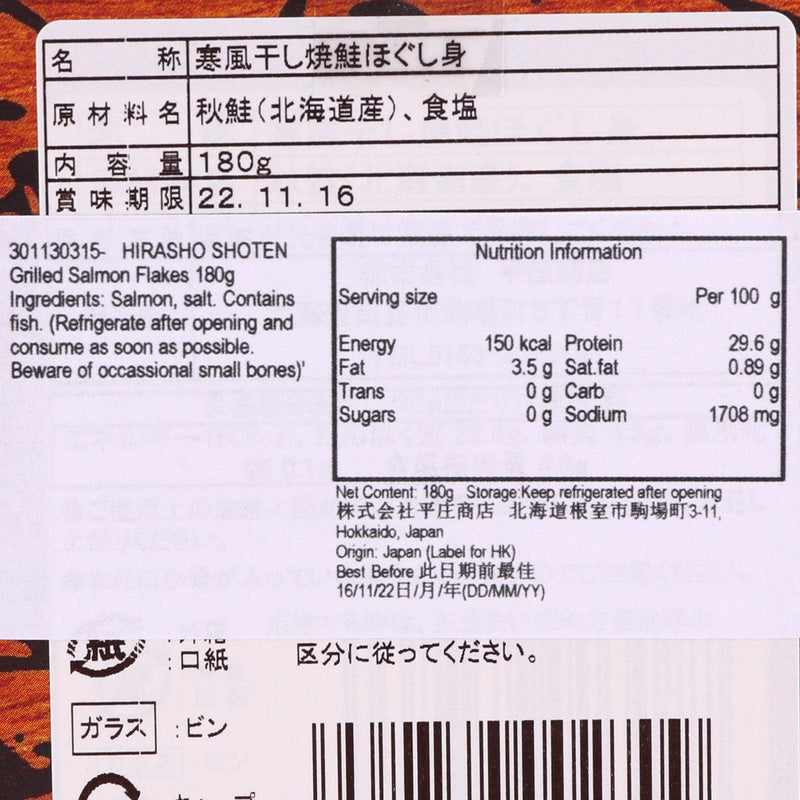 名称 寒風干し焼鮭ほぐし身
原材料名 秋鮭(北海道産)、食塩
内容量 180g
賞味期限 22.11.16
301130315- HIRASHO SHOTEN
Grilled Salmon Flakes 180g
Ingredients: Salmon, salt. Contains
fish. (Refrigerate after opening and
consume as soon as possible.
Beware of occassional small bones)'
Nutrition Information
Serving size Per 100 g
Energy 150 kcal Protein 29.6 g
Fat 3.5 g Sat.fat 0.89 g
Trans 0 g Carb 0 g
Sugars 0 g Sodium 1708 mg
Net Content: 180g Storage:Keep refrigerated after opening
株式会社平庄商店 北海道根室市駒場町3-11,
Hokkaido, Japan
Origin: Japan (Label for HK)
Best Before 此日期前最佳
16/11/22日/月/年(DD/MM/YY)
紙 :口紙 区分に従ってください。
ガラス :ビン